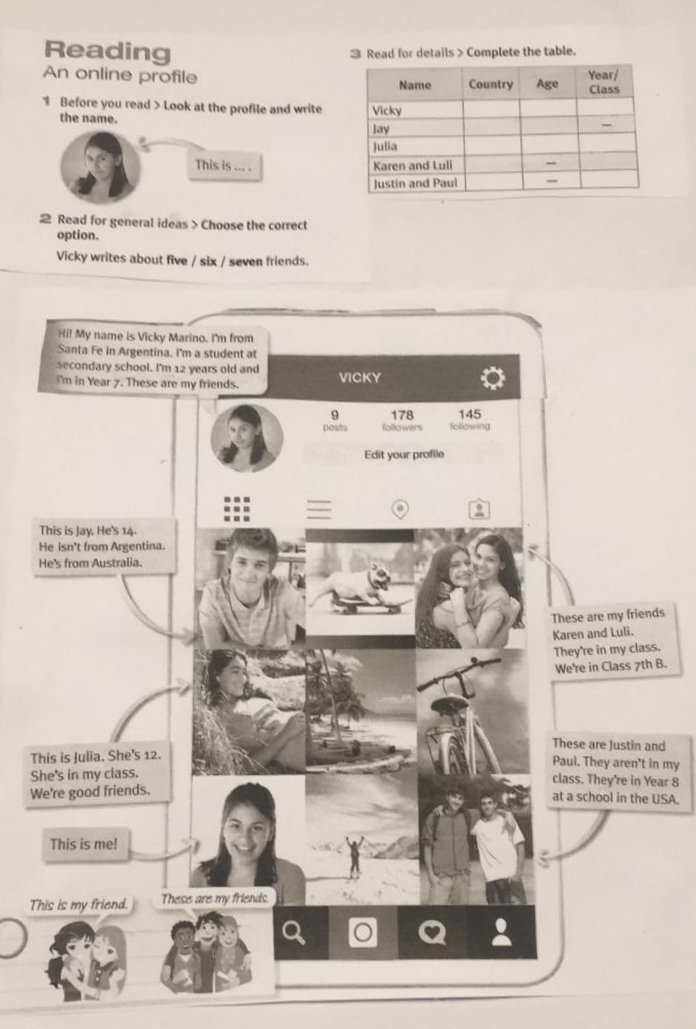 Reading
An online profile
1 Before you read > Look at the profile and write
the name.
This is ... .
2 Read for general ideas > Choose the correct
option.
Vicky writes about five / six / seven friends.
3 Read for details > Complete the table.
Name Country Age Year/
Class
Vicky
Jay –
Julia
Karen and Luli –
Justin and Paul –
Hi! My name is Vicky Marino. I'm from
Santa Fe in Argentina. I'm a student at
secondary school. I'm 12 years old and
I'm in Year 7. These are my friends.
VICKY
9 178 145
posts followers following
Edit your profile
This is Jay. He's 14.
He isn't from Argentina.
He's from Australia.
These are my friends
Karen and Luli.
They're in my class.
We're in Class 7th B.
This is Julia. She's 12.
She's in my class.
We're good friends.
These are Justin and
Paul. They aren't in my
class. They're in Year 8
at a school in the USA.
This is me!
This is my friend.
These are my friends.